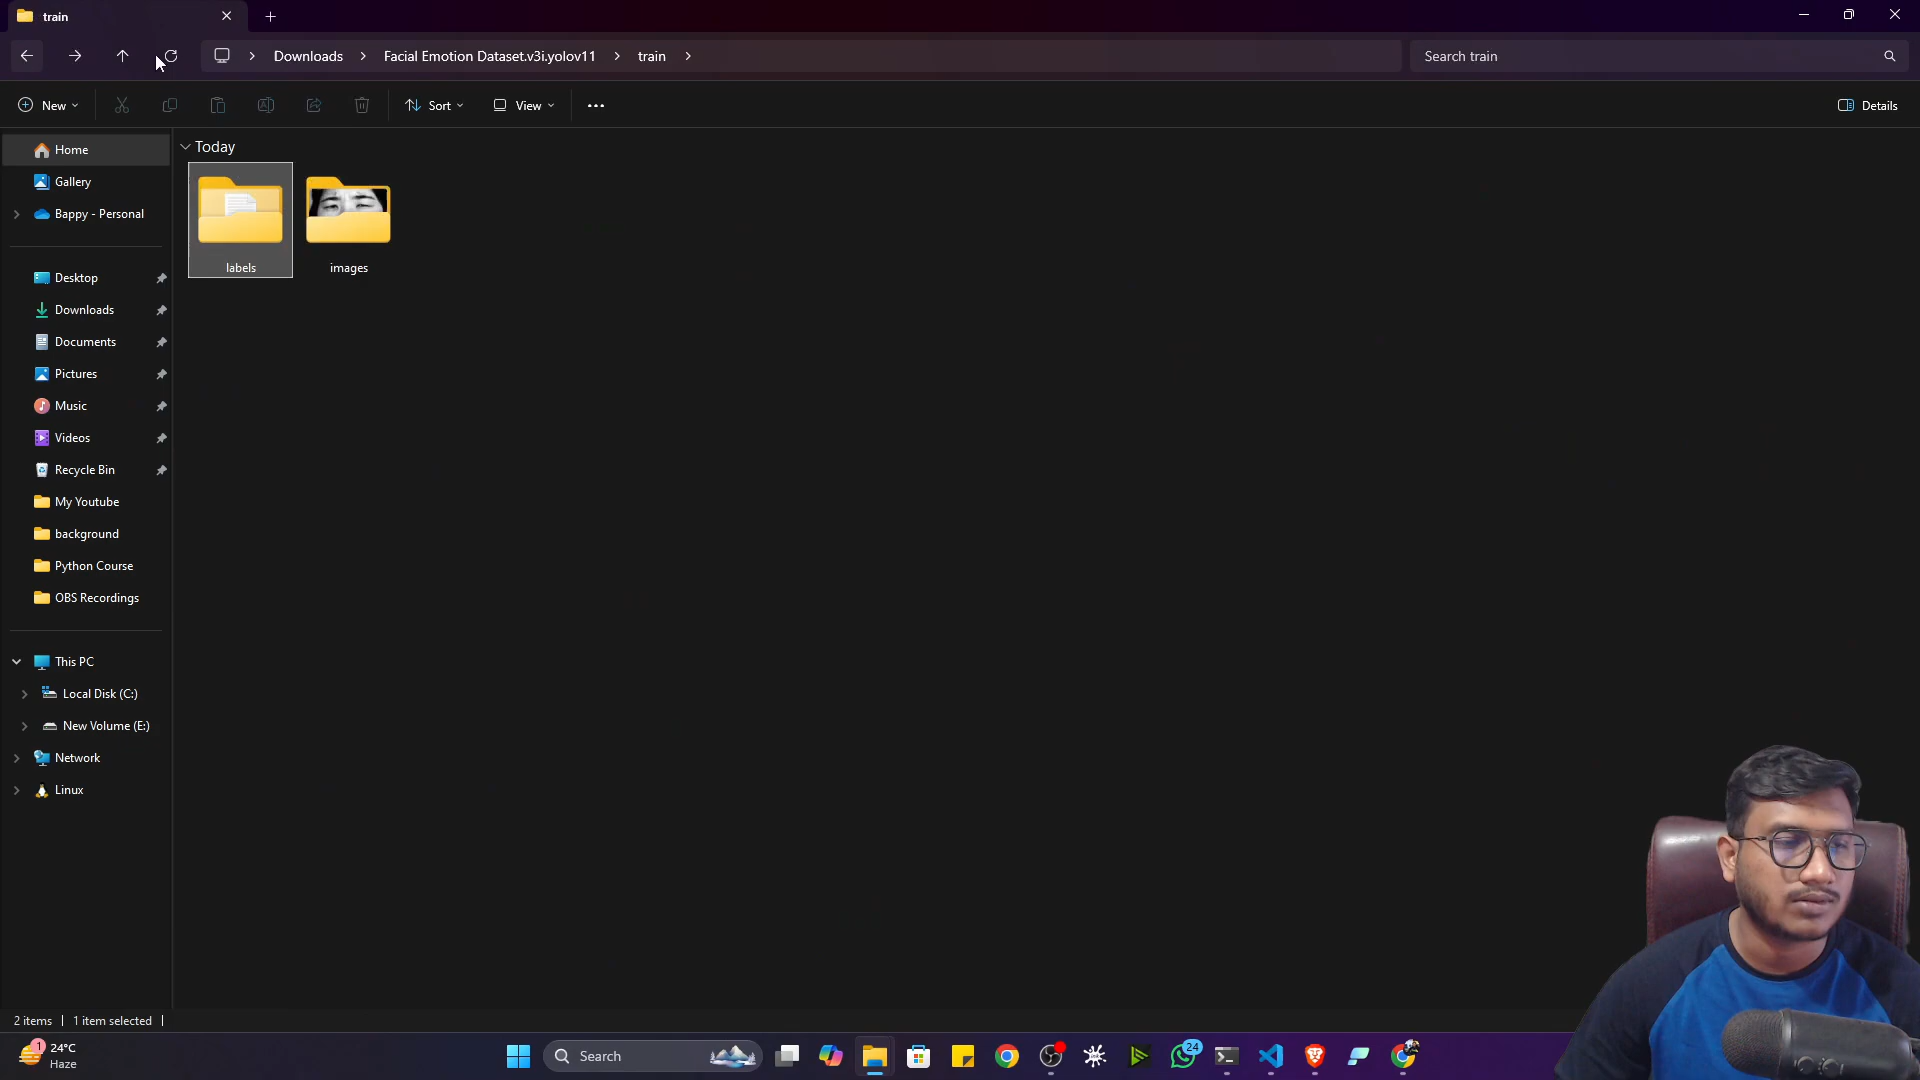 train
Downloads
Facial Emotion Dataset.v3i.yolov11
train
Search train
New
Sort
View
Details
Home
Gallery
Bappy - Personal
Desktop
Downloads
Documents
Pictures
Music
Videos
Recycle Bin
My Youtube
background
Python Course
OBS Recordings
This PC
Local Disk (C:)
New Volume (E:)
Network
Linux
Today
labels
images
2 items
1 item selected
1
24°C
Haze
Search
24